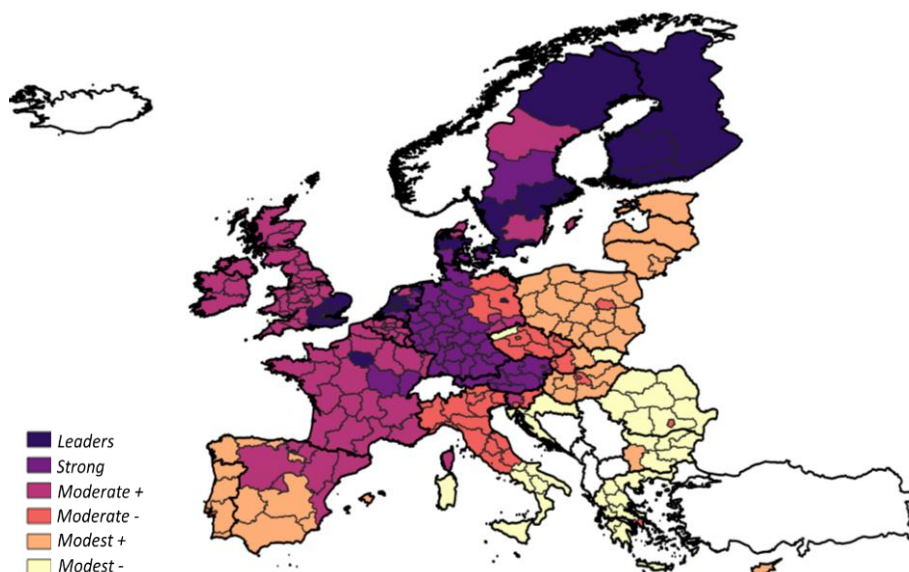 Leaders
Strong
Moderate +
Moderate -
Modest +
Modest -